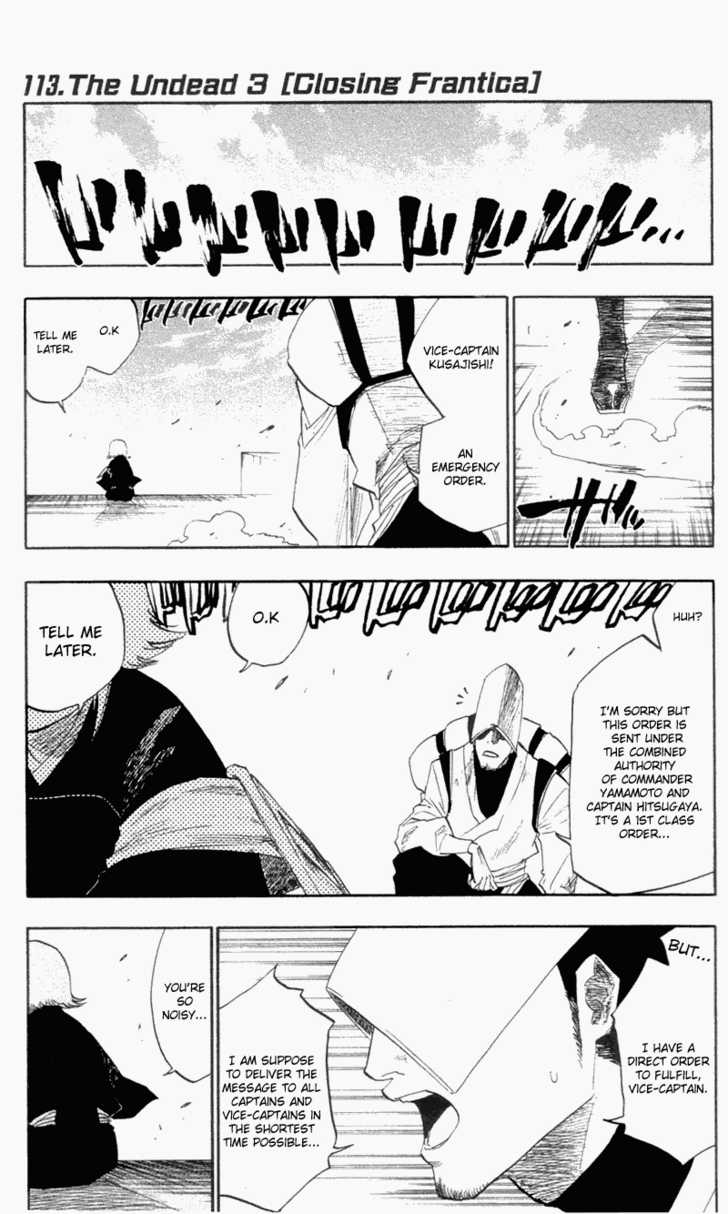 113.The Undead 3 [Closing Frantica]
VICE-CAPTAIN
KUSAJISHI!
AN
EMERGENCY
ORDER.
O.K
TELL ME
LATER.
HUH?
I'M SORRY BUT
THIS ORDER IS
SENT UNDER
THE COMBINED
AUTHORITY
OF COMMANDER
YAMAMOTO AND
CAPTAIN HITSUGAYA.
IT'S A 1ST CLASS
ORDER...
O.K
TELL ME
LATER.
BUT...
I HAVE A
DIRECT ORDER
TO FULFILL,
VICE-CAPTAIN.
I AM SUPPOSE
TO DELIVER THE
MESSAGE TO ALL
CAPTAINS AND
VICE-CAPTAINS IN
THE SHORTEST
TIME POSSIBLE...
YOU'RE
SO
NOISY...